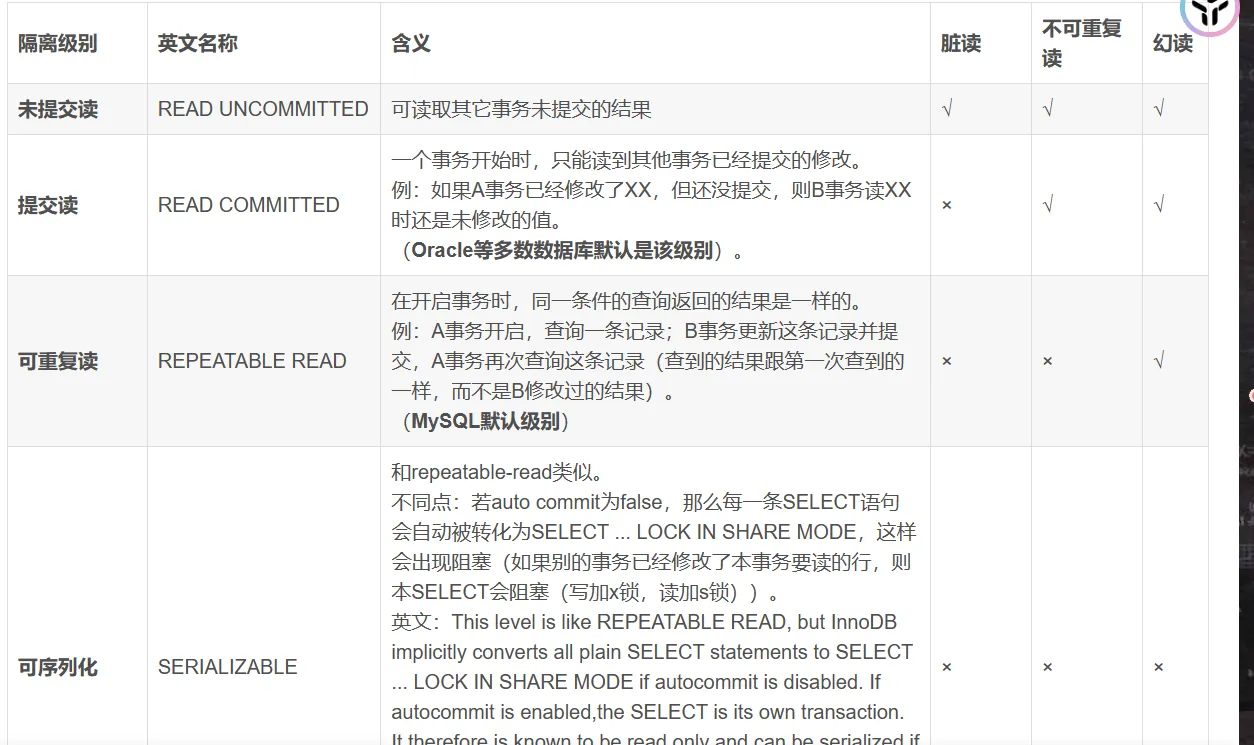 隔离级别 英文名称 含义 脏读 不可重复读 幻读
未提交读 READ UNCOMMITTED 可读取其它事务未提交的结果 √ √ √
提交读 READ COMMITTED 一个事务开始时，只能读到其他事务已经提交的修改。
例：如果A事务已经修改了XX，但还没提交，则B事务读XX
时还是未修改的值。
（Oracle等多数数据库默认是该级别）。 × √ √
可重复读 REPEATABLE READ 在开启事务时，同一条件的查询返回的结果是一样的。
例：A事务开启，查询一条记录；B事务更新这条记录并提
交，A事务再次查询这条记录（查到的结果跟第一次查到的
一样，而不是B修改过的结果）。
（MySQL默认级别） × × √
可序列化 SERIALIZABLE 和repeatable-read类似。
不同点：若auto commit为false，那么每一条SELECT语句
会自动被转化为SELECT ... LOCK IN SHARE MODE，这样
会出现阻塞（如果别的事务已经修改了本事务要读的行，则
本SELECT会阻塞（写加x锁，读加s锁））。
英文：This level is like REPEATABLE READ, but InnoDB
implicitly converts all plain SELECT statements to SELECT
... LOCK IN SHARE MODE if autocommit is disabled. If
autocommit is enabled,the SELECT is its own transaction.
It therefore is known to be read only and can be serialized if × × ×